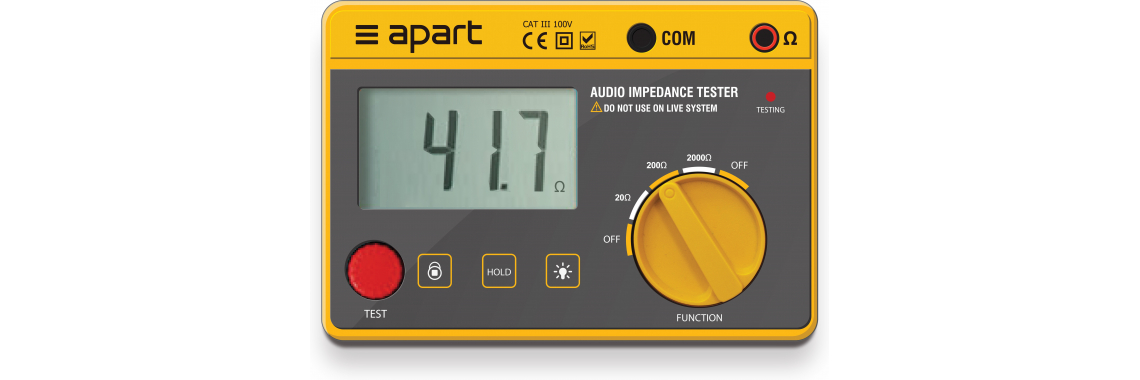 apart
CAT III 100V
CE
RoHS
COM
Ω
AUDIO IMPEDANCE TESTER
DO NOT USE ON LIVE SYSTEM
TESTING
41.7
Ω
2000Ω
200Ω
OFF
20Ω
OFF
HOLD
TEST
FUNCTION